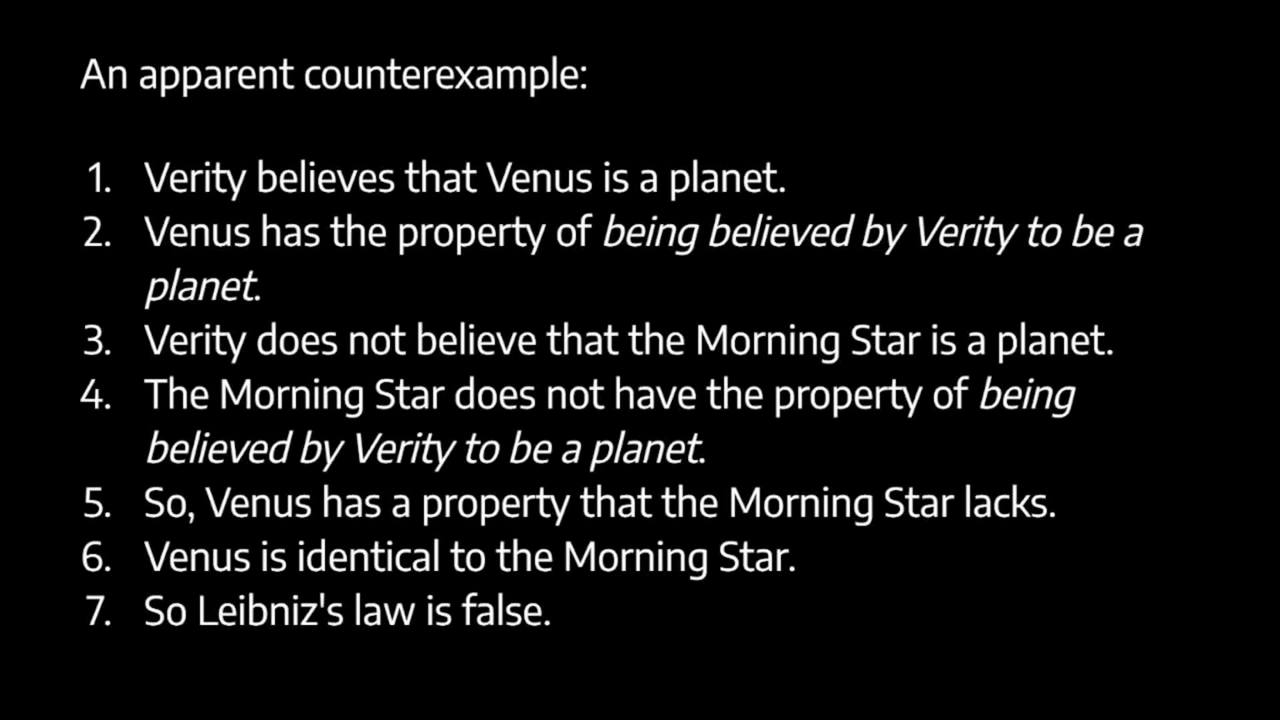 An apparent counterexample:
1. Verity believes that Venus is a planet.
2. Venus has the property of being believed by Verity to be a
planet.
3. Verity does not believe that the Morning Star is a planet.
4. The Morning Star does not have the property of being
believed by Verity to be a planet.
5. So, Venus has a property that the Morning Star lacks.
6. Venus is identical to the Morning Star.
7. So Leibniz's law is false.